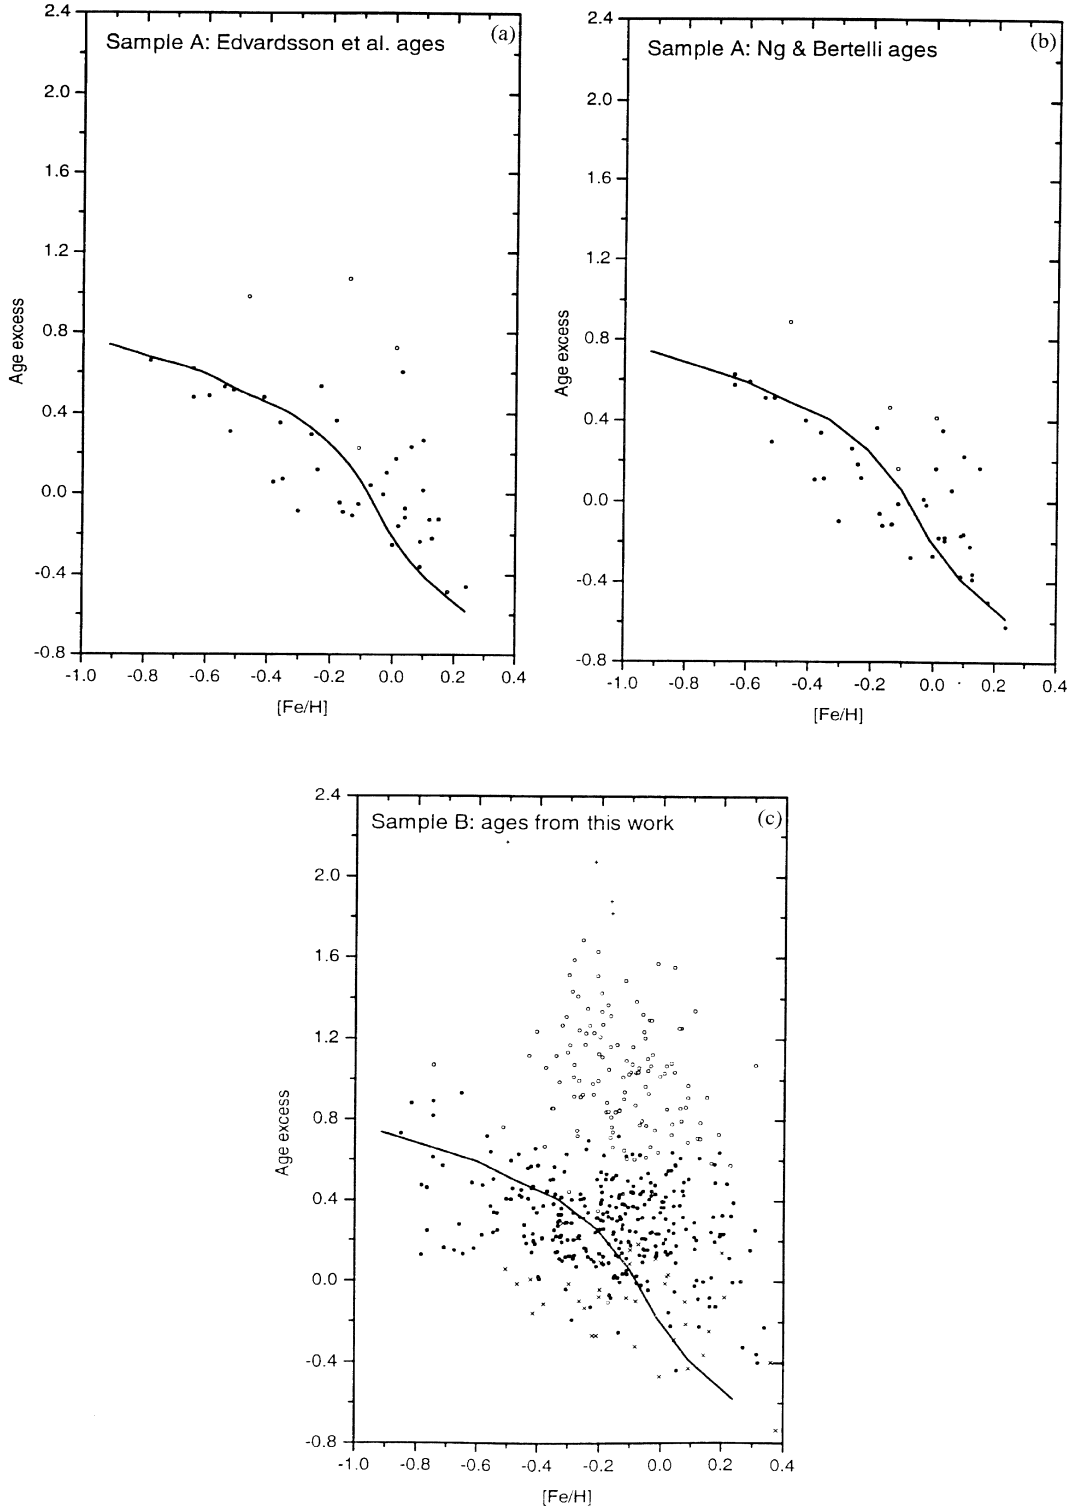 2.4
Sample A: Edvardsson et al. ages
(a)
2.0
1.6
1.2
0.8
0.4
0.0
-0.4
-0.8
Age excess
-1.0 -0.8 -0.6 -0.4 -0.2 0.0 0.2 0.4
[Fe/H]
2.4
Sample A: Ng & Bertelli ages
(b)
2.0
1.6
1.2
0.8
0.4
0.0
-0.4
-0.8
Age excess
-1.0 -0.8 -0.6 -0.4 -0.2 0.0 0.2 0.4
[Fe/H]
2.4
Sample B: ages from this work
(c)
2.0
1.6
1.2
0.8
0.4
0.0
-0.4
-0.8
Age excess
-1.0 -0.8 -0.6 -0.4 -0.2 0.0 0.2 0.4
[Fe/H]